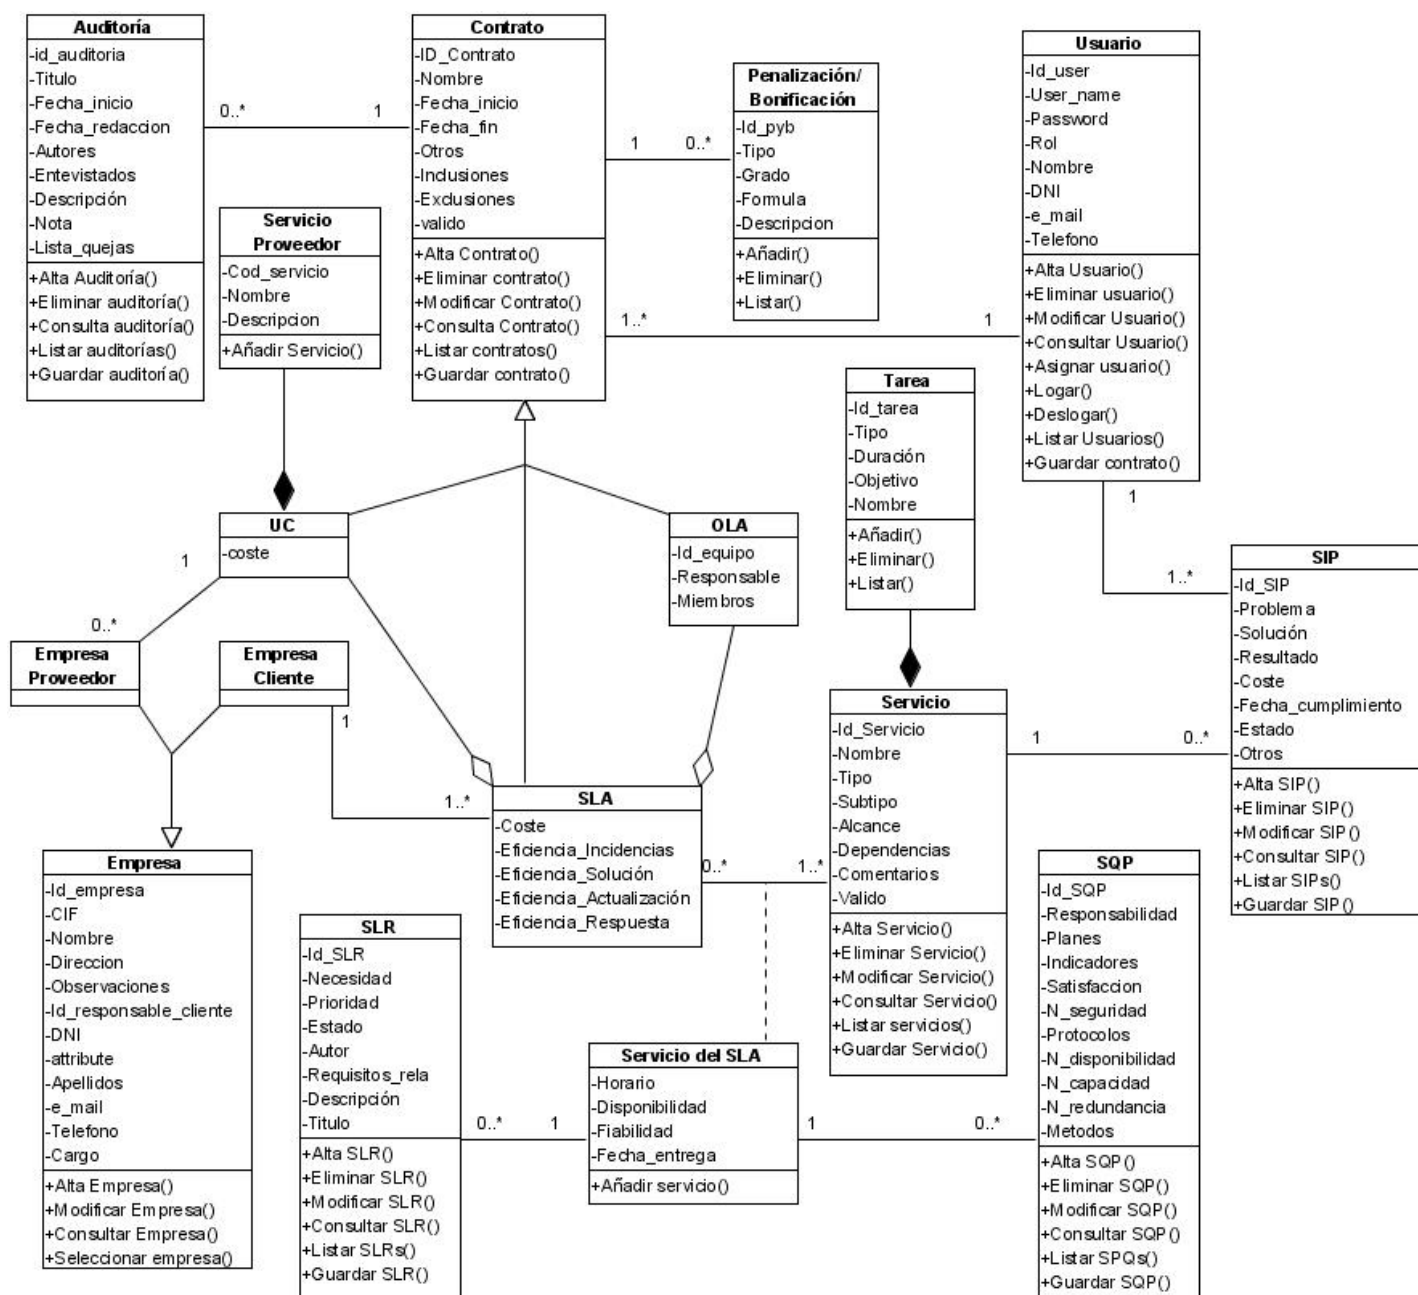 Auditoría
-id_auditoria
-Titulo
-Fecha_inicio
-Fecha_redaccion
-Autores
-Entevistados
-Descripción
-Nota
-Lista_quejas
+Alta Auditoría()
+Eliminar auditoría()
+Consulta auditoría()
+Listar auditorías()
+Guardar auditoría()
0..*
1
Contrato
-ID_Contrato
-Nombre
-Fecha_inicio
-Fecha_fin
-Otros
-Inclusiones
-Exclusiones
-valido
+Alta Contrato()
+Eliminar contrato()
+Modificar Contrato()
+Consulta Contrato()
+Listar contratos()
+Guardar contrato()
1
0..*
Penalización/
Bonificación
-Id_pyb
-Tipo
-Grado
-Formula
-Descripcion
+Añadir()
+Eliminar()
+Listar()
1..*
1
Usuario
-Id_user
-User_name
-Password
-Rol
-Nombre
-DNI
-e_mail
-Telefono
+Alta Usuario()
+Eliminar usuario()
+Modificar Usuario()
+Consultar Usuario()
+Asignar usuario()
+Logar()
+Deslogar()
+Listar Usuarios()
+Guardar contrato()
1
1..*
Servicio
Proveedor
-Cod_servicio
-Nombre
-Descripcion
+Añadir Servicio()
Tarea
-Id_tarea
-Tipo
-Duración
-Objetivo
-Nombre
+Añadir()
+Eliminar()
+Listar()
UC
-coste
1
0..*
OLA
-Id_equipo
-Responsable
-Miembros
SIP
-Id_SIP
-Problema
-Solución
-Resultado
-Coste
-Fecha_cumplimiento
-Estado
-Otros
+Alta SIP()
+Eliminar SIP()
+Modificar SIP()
+Consultar SIP()
+Listar SIPs()
+Guardar SIP()
Empresa
Proveedor
Empresa
Cliente
1
1..*
Servicio
-Id_Servicio
-Nombre
-Tipo
-Subtipo
-Alcance
-Dependencias
-Comentarios
-Valido
+Alta Servicio()
+Eliminar Servicio()
+Modificar Servicio()
+Consultar Servicio()
+Listar servicios()
+Guardar Servicio()
1
0..*
SLA
-Coste
-Eficiencia_Incidencias
-Eficiencia_Solución
-Eficiencia_Actualización
-Eficiencia_Respuesta
0..*
1..*
Empresa
-Id_empresa
-CIF
-Nombre
-Direccion
-Observaciones
-Id_responsable_cliente
-DNI
-attribute
-Apellidos
-e_mail
-Telefono
-Cargo
+Alta Empresa()
+Modificar Empresa()
+Consultar Empresa()
+Seleccionar empresa()
SLR
-Id_SLR
-Necesidad
-Prioridad
-Estado
-Autor
-Requisitos_rela
-Descripción
-Titulo
+Alta SLR()
+Eliminar SLR()
+Modificar SLR()
+Consultar SLR()
+Listar SLRs()
+Guardar SLR()
0..*
1
Servicio del SLA
-Horario
-Disponibilidad
-Fiabilidad
-Fecha_entrega
+Añadir servicio()
1
0..*
SQP
-Id_SQP
-Responsabilidad
-Planes
-Indicadores
-Satisfaccion
-N_seguridad
-Protocolos
-N_disponibilidad
-N_capacidad
-N_redundancia
-Metodos
+Alta SQP()
+Eliminar SQP()
+Modificar SQP()
+Consultar SQP()
+Listar SPQs()
+Guardar SQP()